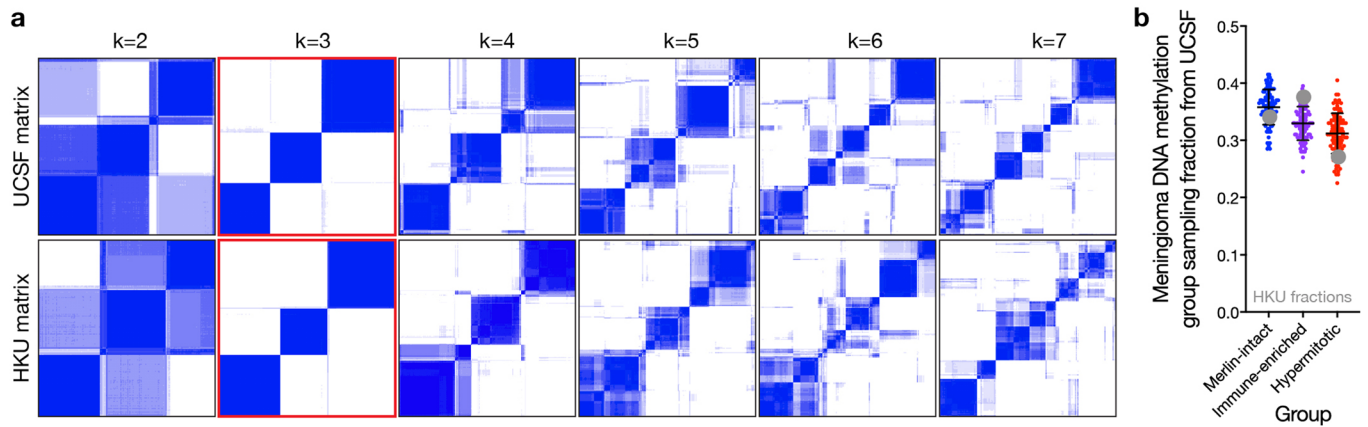 a
k=2 k=3 k=4 k=5 k=6 k=7
UCSF matrix
HKU matrix
b
Meningioma DNA methylation
group sampling fraction from UCSF
0.5
0.4
0.3
0.2
0.1
0.0
HKU fractions
Merlin-intact
Immune-enriched
Hypermitotic
Group